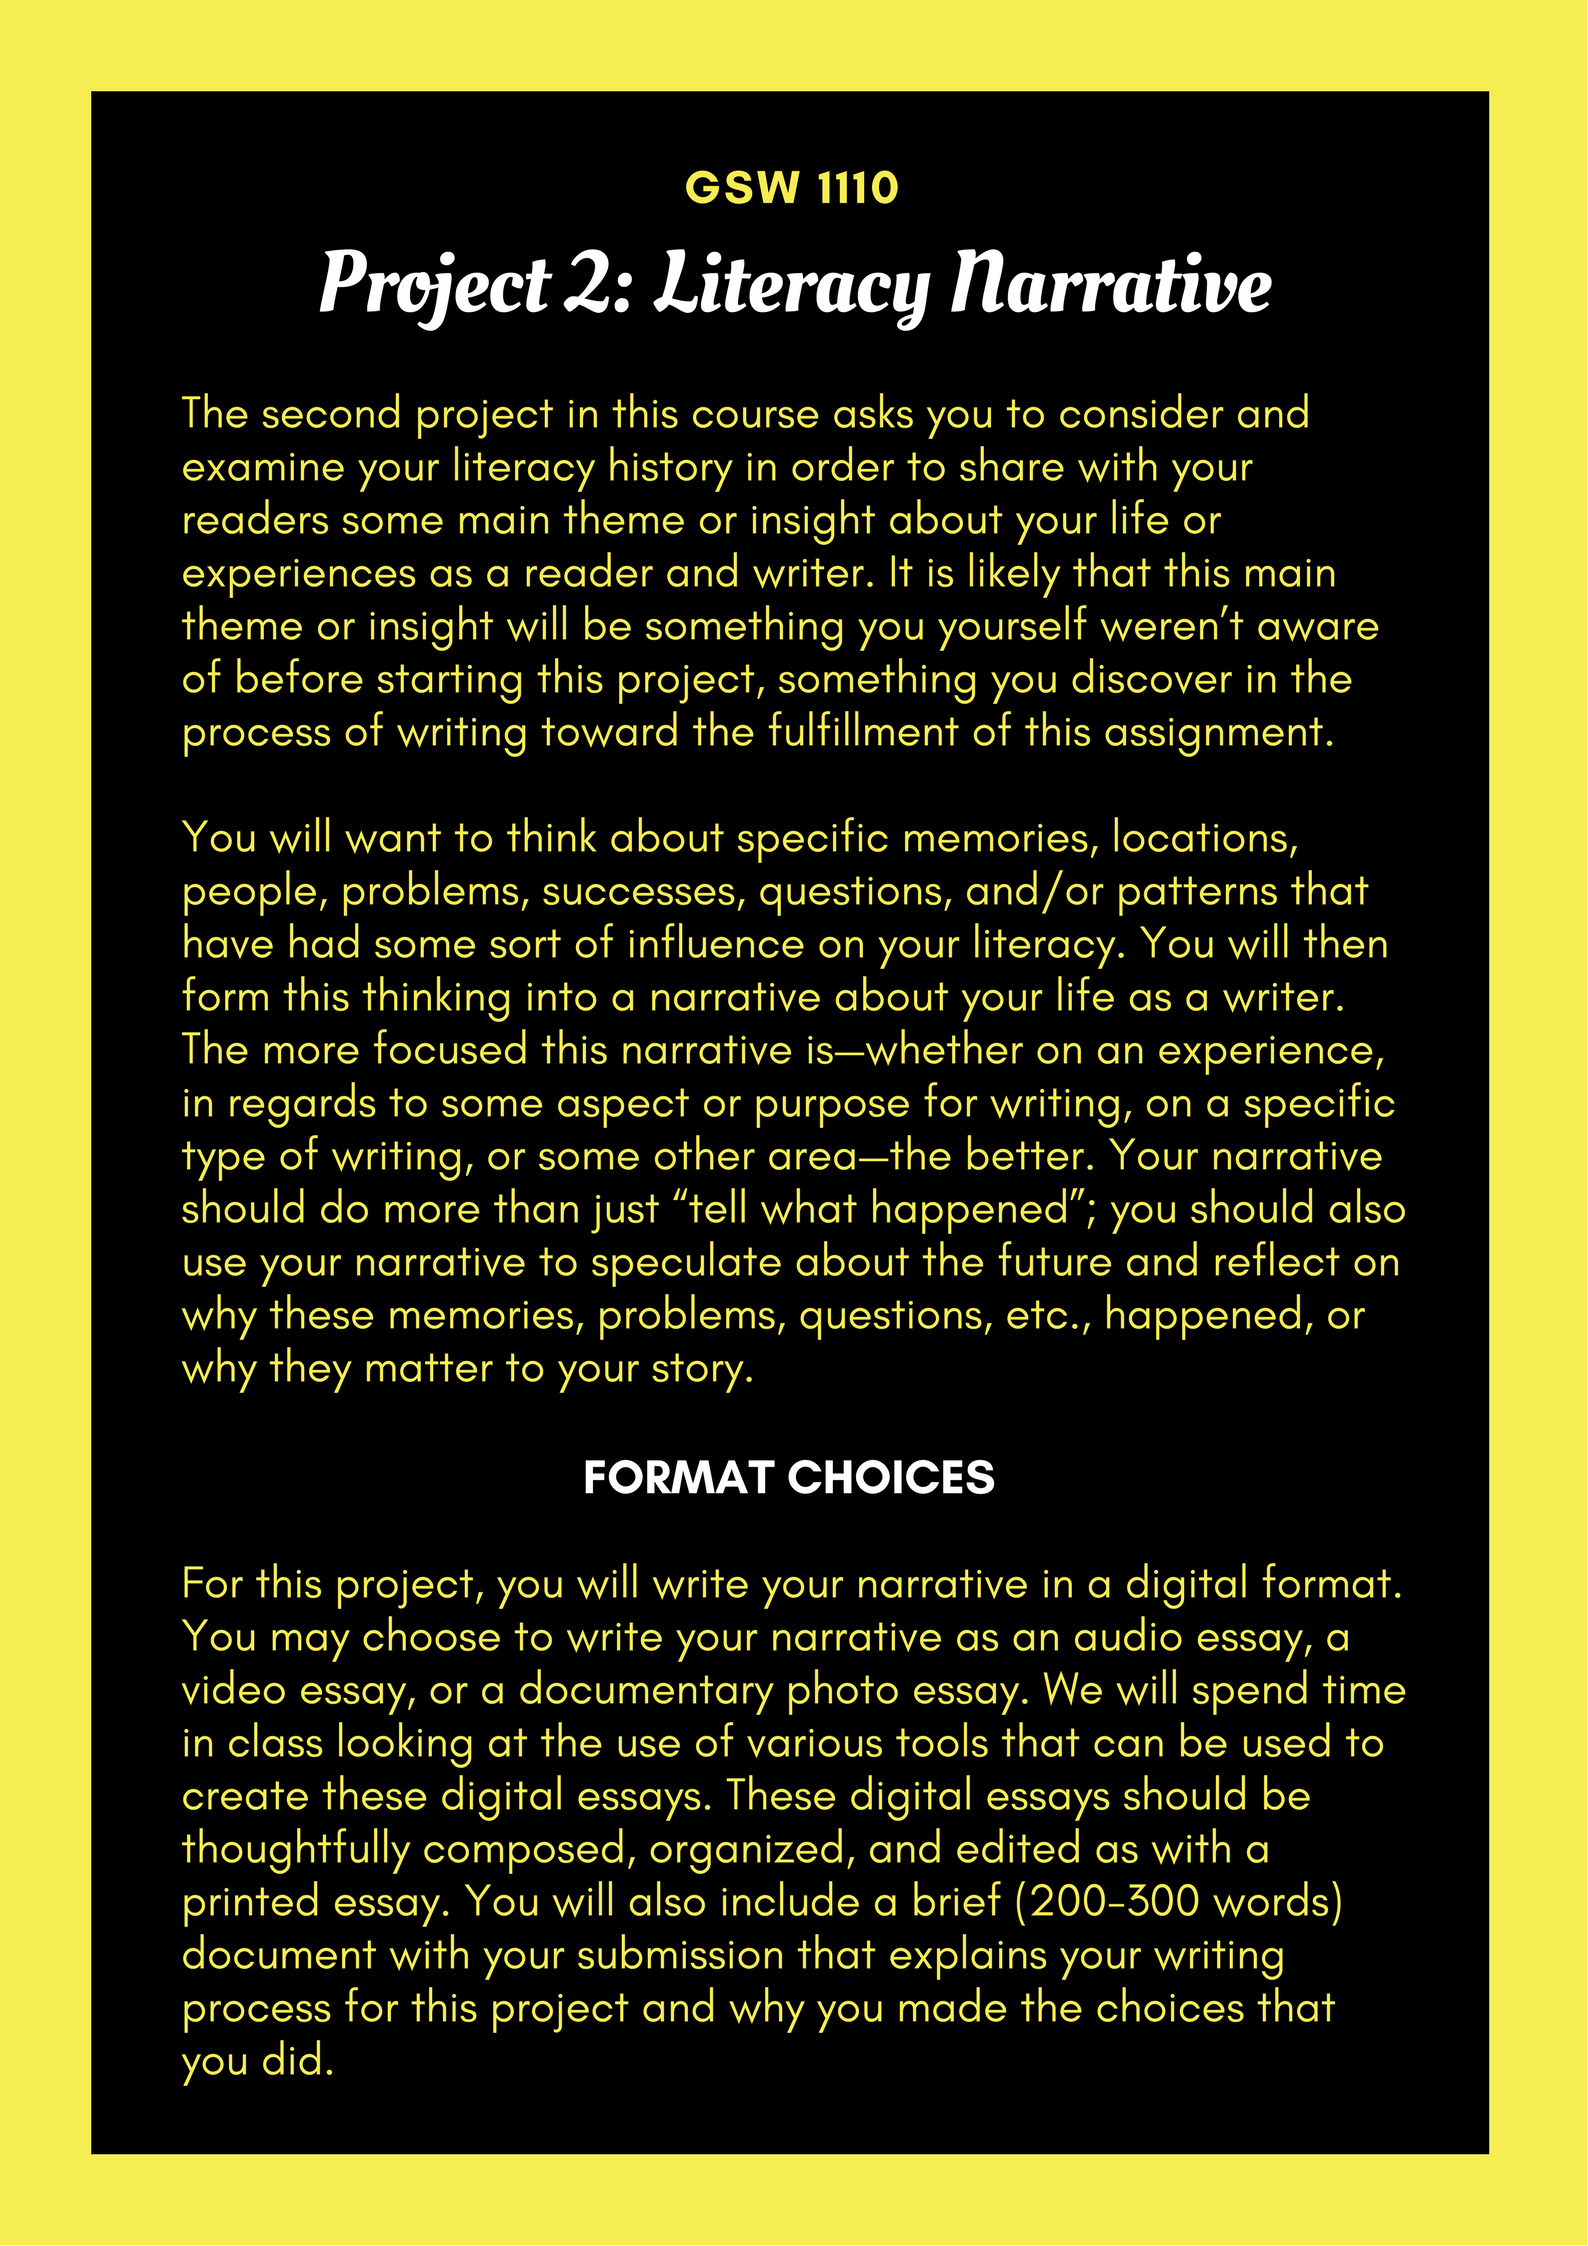 GSW 1110
Project 2: Literacy Narrative
The second project in this course asks you to consider and
examine your literacy history in order to share with your
readers some main theme or insight about your life or
experiences as a reader and writer. It is likely that this main
theme or insight will be something you yourself weren’t aware
of before starting this project, something you discover in the
process of writing toward the fulfillment of this assignment.
You will want to think about specific memories, locations,
people, problems, successes, questions, and/or patterns that
have had some sort of influence on your literacy. You will then
form this thinking into a narrative about your life as a writer.
The more focused this narrative is—whether on an experience,
in regards to some aspect or purpose for writing, on a specific
type of writing, or some other area—the better. Your narrative
should do more than just “tell what happened”; you should also
use your narrative to speculate about the future and reflect on
why these memories, problems, questions, etc., happened, or
why they matter to your story.
FORMAT CHOICES
For this project, you will write your narrative in a digital format.
You may choose to write your narrative as an audio essay, a
video essay, or a documentary photo essay. We will spend time
in class looking at the use of various tools that can be used to
create these digital essays. These digital essays should be
thoughtfully composed, organized, and edited as with a
printed essay. You will also include a brief (200-300 words)
document with your submission that explains your writing
process for this project and why you made the choices that
you did.